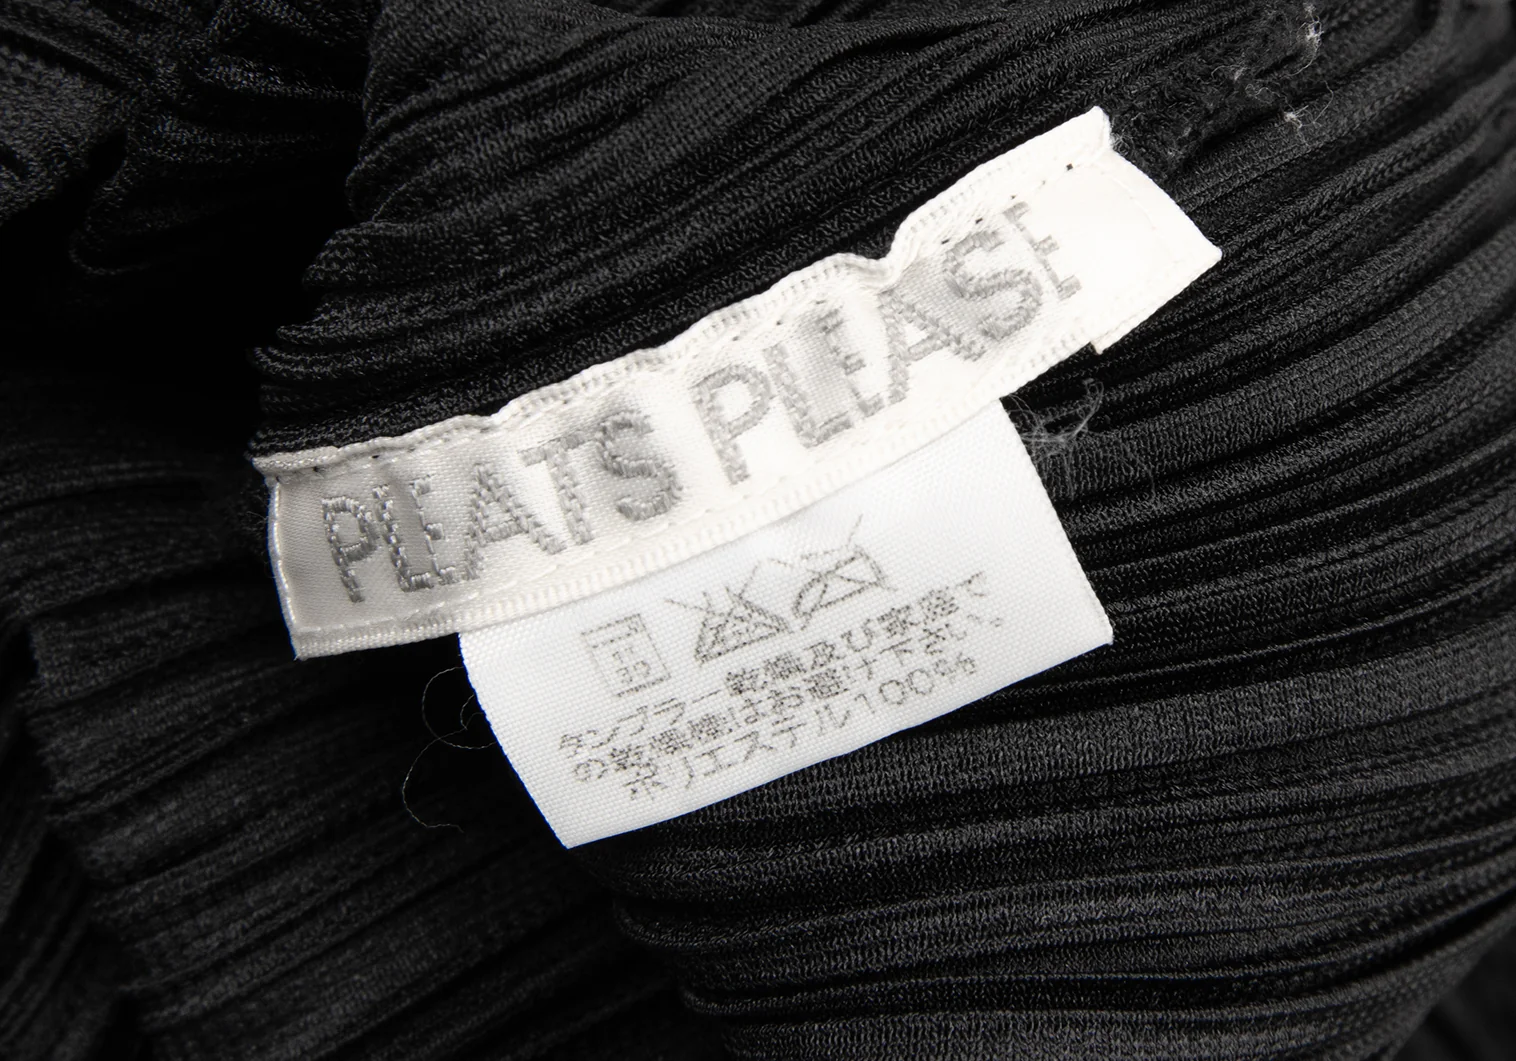 PLEATS PLEASE
タンブラー乾燥及び家庭で
の乾燥機はお避け下さい。
ポリエステル100%